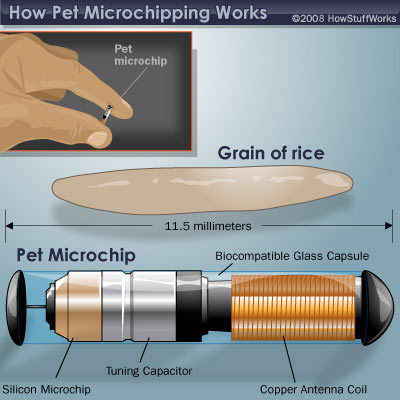 How Pet Microchipping Works
©2008 HowStuffWorks
Pet
microchip
Grain of rice
11.5 millimeters
Pet Microchip
Biocompatible Glass Capsule
Tuning Capacitor
Silicon Microchip
Copper Antenna Coil